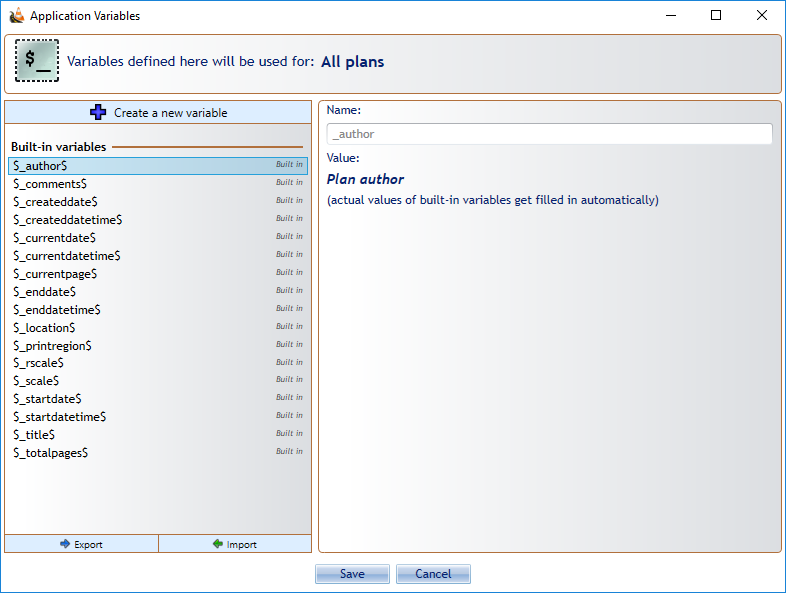 Application Variables
$_
Variables defined here will be used for: All plans
Create a new variable
Built-in variables
$_author$ Built in
$_comments$ Built in
$_createddate$ Built in
$_createddatetime$ Built in
$_currentdate$ Built in
$_currentdatetime$ Built in
$_currentpage$ Built in
$_enddate$ Built in
$_enddatetime$ Built in
$_location$ Built in
$_printregion$ Built in
$_rscale$ Built in
$_scale$ Built in
$_startdate$ Built in
$_startdatetime$ Built in
$_title$ Built in
$_totalpages$ Built in
Export
Import
Name:
_author
Value:
Plan author
(actual values of built-in variables get filled in automatically)
Save
Cancel